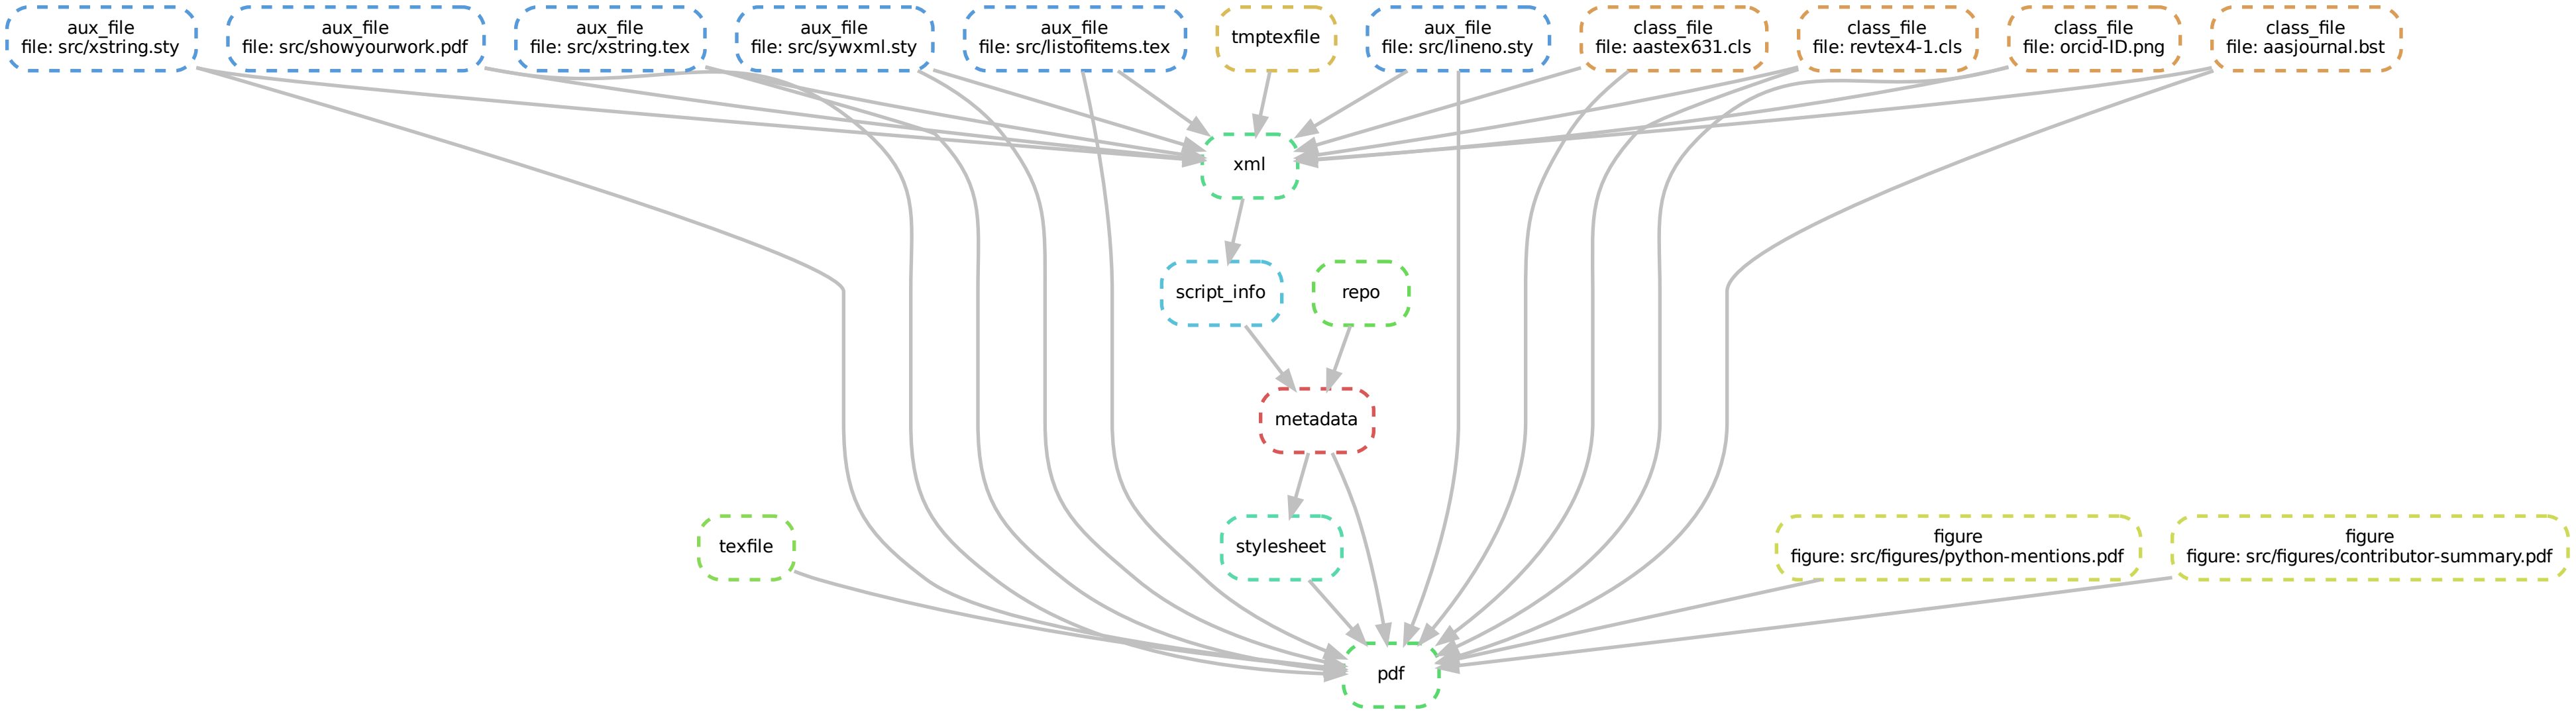 aux_file
file: src/xstring.sty
aux_file
file: src/showyourwork.pdf
aux_file
file: src/xstring.tex
aux_file
file: src/sywxml.sty
aux_file
file: src/listofitems.tex
tmptexfile
aux_file
file: src/lineno.sty
class_file
file: aastex631.cls
class_file
file: revtex4-1.cls
class_file
file: orcid-ID.png
class_file
file: aasjournal.bst
xml
script_info
repo
metadata
texfile
stylesheet
figure
figure: src/figures/python-mentions.pdf
figure
figure: src/figures/contributor-summary.pdf
pdf